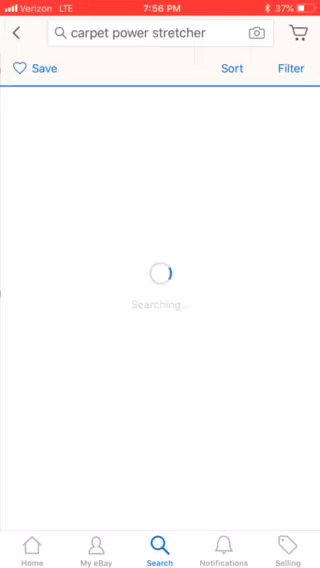 Verizon LTE 7:56 PM 37%
carpet power stretcher
Save Sort Filter
Searching...
Home My eBay Search Notifications Selling